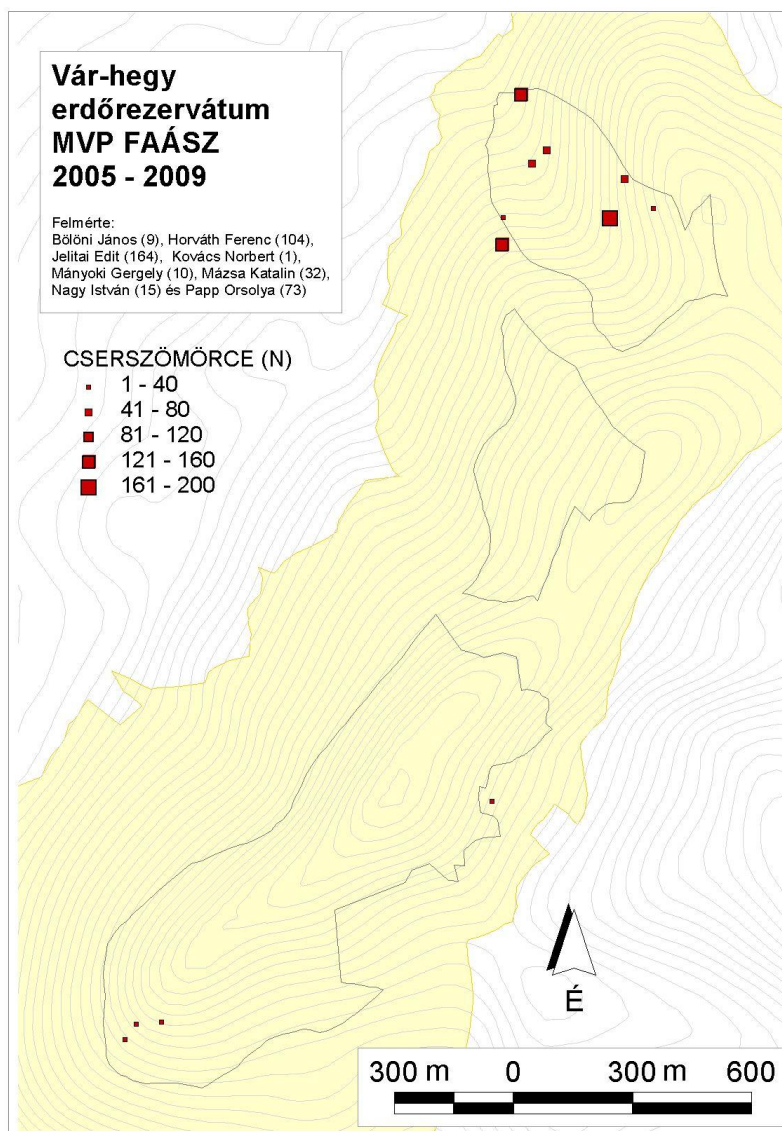 Vár-hegy
erdőrezervátum
MVP FAÁSZ
2005 - 2009
Felmérte:
Bölöni János (9), Horváth Ferenc (104),
Jelitai Edit (164), Kovács Norbert (1),
Mányoki Gergely (10), Mázsa Katalin (32),
Nagy István (15) és Papp Orsolya (73)
CSERSZÖMÖRCE (N)
1 - 40
41 - 80
81 - 120
121 - 160
161 - 200
É
300 m 0 300 m 600